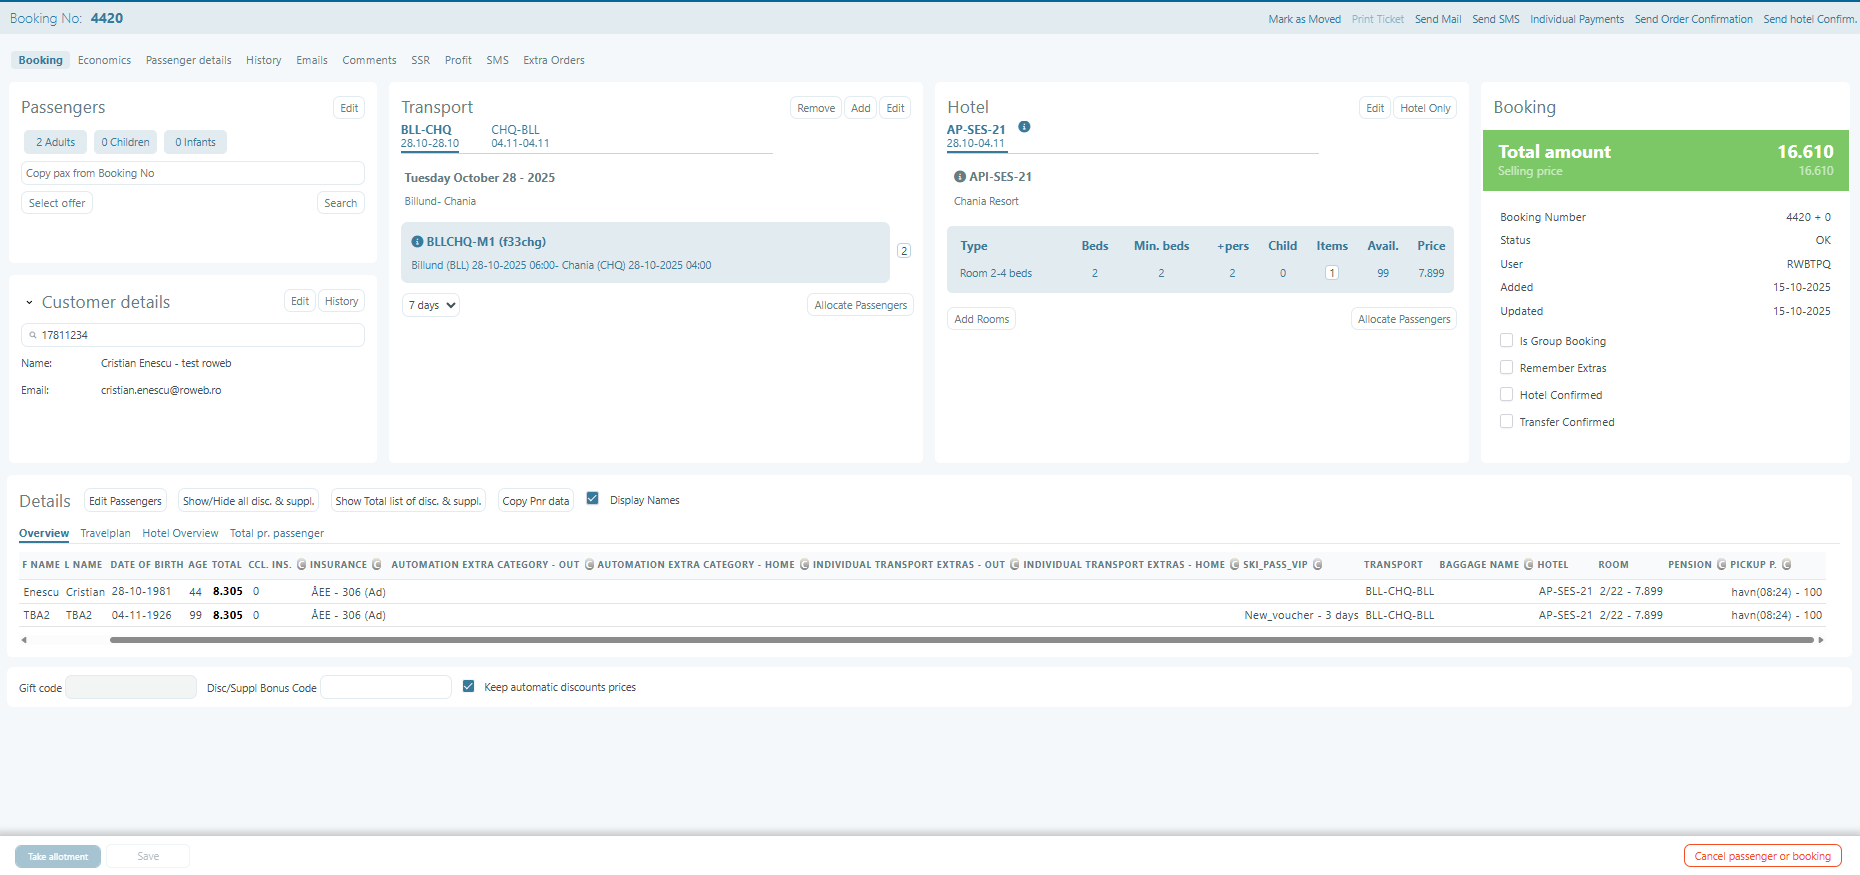 Booking No: 4420
Mark as Moved Print Ticket Send Mail Send SMS Individual Payments Send Order Confirmation Send hotel Confirm.
Booking Economics Passenger details History Emails Comments SSR Profit SMS Extra Orders
Passengers
Edit
2 Adults 0 Children 0 Infants
Copy pax from Booking No
Select offer Search
Customer details
Edit History
17811234
Name: Cristian Enescu - test roweb
Email: cristian.enescu@roweb.ro
Transport
Remove Add Edit
BLL-CHQ CHQ-BLL
28.10-28.10 04.11-04.11
Tuesday October 28 - 2025
Billund- Chania
BLLCHQ-M1 (f33chg)
Billund (BLL) 28-10-2025 06:00- Chania (CHQ) 28-10-2025 04:00
2
7 days Allocate Passengers
Hotel
Edit Hotel Only
AP-SES-21
28.10-04.11
API-SES-21
Chania Resort
Type Beds Min. beds +pers Child Items Avail. Price
Room 2-4 beds 2 2 2 0 1 99 7.899
Add Rooms Allocate Passengers
Booking
Total amount 16.610
Selling price 16.610
Booking Number 4420 + 0
Status OK
User RWBTPQ
Added 15-10-2025
Updated 15-10-2025
Is Group Booking
Remember Extras
Hotel Confirmed
Transfer Confirmed
Details Edit Passengers Show/Hide all disc. & suppl. Show Total list of disc. & suppl. Copy Pnr data Display Names
Overview Travelplan Hotel Overview Total pr. passenger
F NAME L NAME DATE OF BIRTH AGE TOTAL CCL. INS. C INSURANCE C AUTOMATION EXTRA CATEGORY - OUT C AUTOMATION EXTRA CATEGORY - HOME C INDIVIDUAL TRANSPORT EXTRAS - OUT C INDIVIDUAL TRANSPORT EXTRAS - HOME C SKI_PASS_VIP C TRANSPORT BAGGAGE NAME C HOTEL ROOM PENSION C PICKUP P. C
Enescu Cristian 28-10-1981 44 8.305 0 ÅEE - 306 (Ad) BLL-CHQ-BLL AP-SES-21 2/22 - 7.899 havn(08:24) - 100
TBA2 TBA2 04-11-1926 99 8.305 0 ÅEE - 306 (Ad) New_voucher - 3 days BLL-CHQ-BLL AP-SES-21 2/22 - 7.899 havn(08:24) - 100
Gift code Disc/Suppl Bonus Code Keep automatic discounts prices
Take allotment Save Cancel passenger or booking